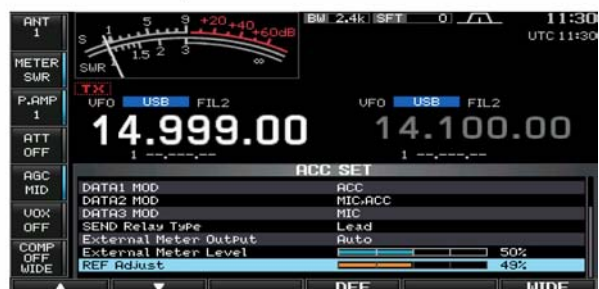 ANT
1
METER
SWR
P.AMP
1
ATT
OFF
AGC
MID
VOX
OFF
COMP
OFF
WIDE
S 1 5 9 +20 +40 +60dB
SWR 1 1.5 2 3 ∞
BW 2.4k SFT 0
11:30
UTC 11:30
TX
VFO USB FIL2
14.999.00
1 --.---.--
VFO USB FIL2
14.100.00
1 --.---.--
ACC SET
DATA1 MOD ACC
DATA2 MOD MIC,ACC
DATA3 MOD MIC
SEND Relay Type Lead
External Meter Output Auto
External Meter Level 50%
REF Adjust 49%
DEF
WIDE